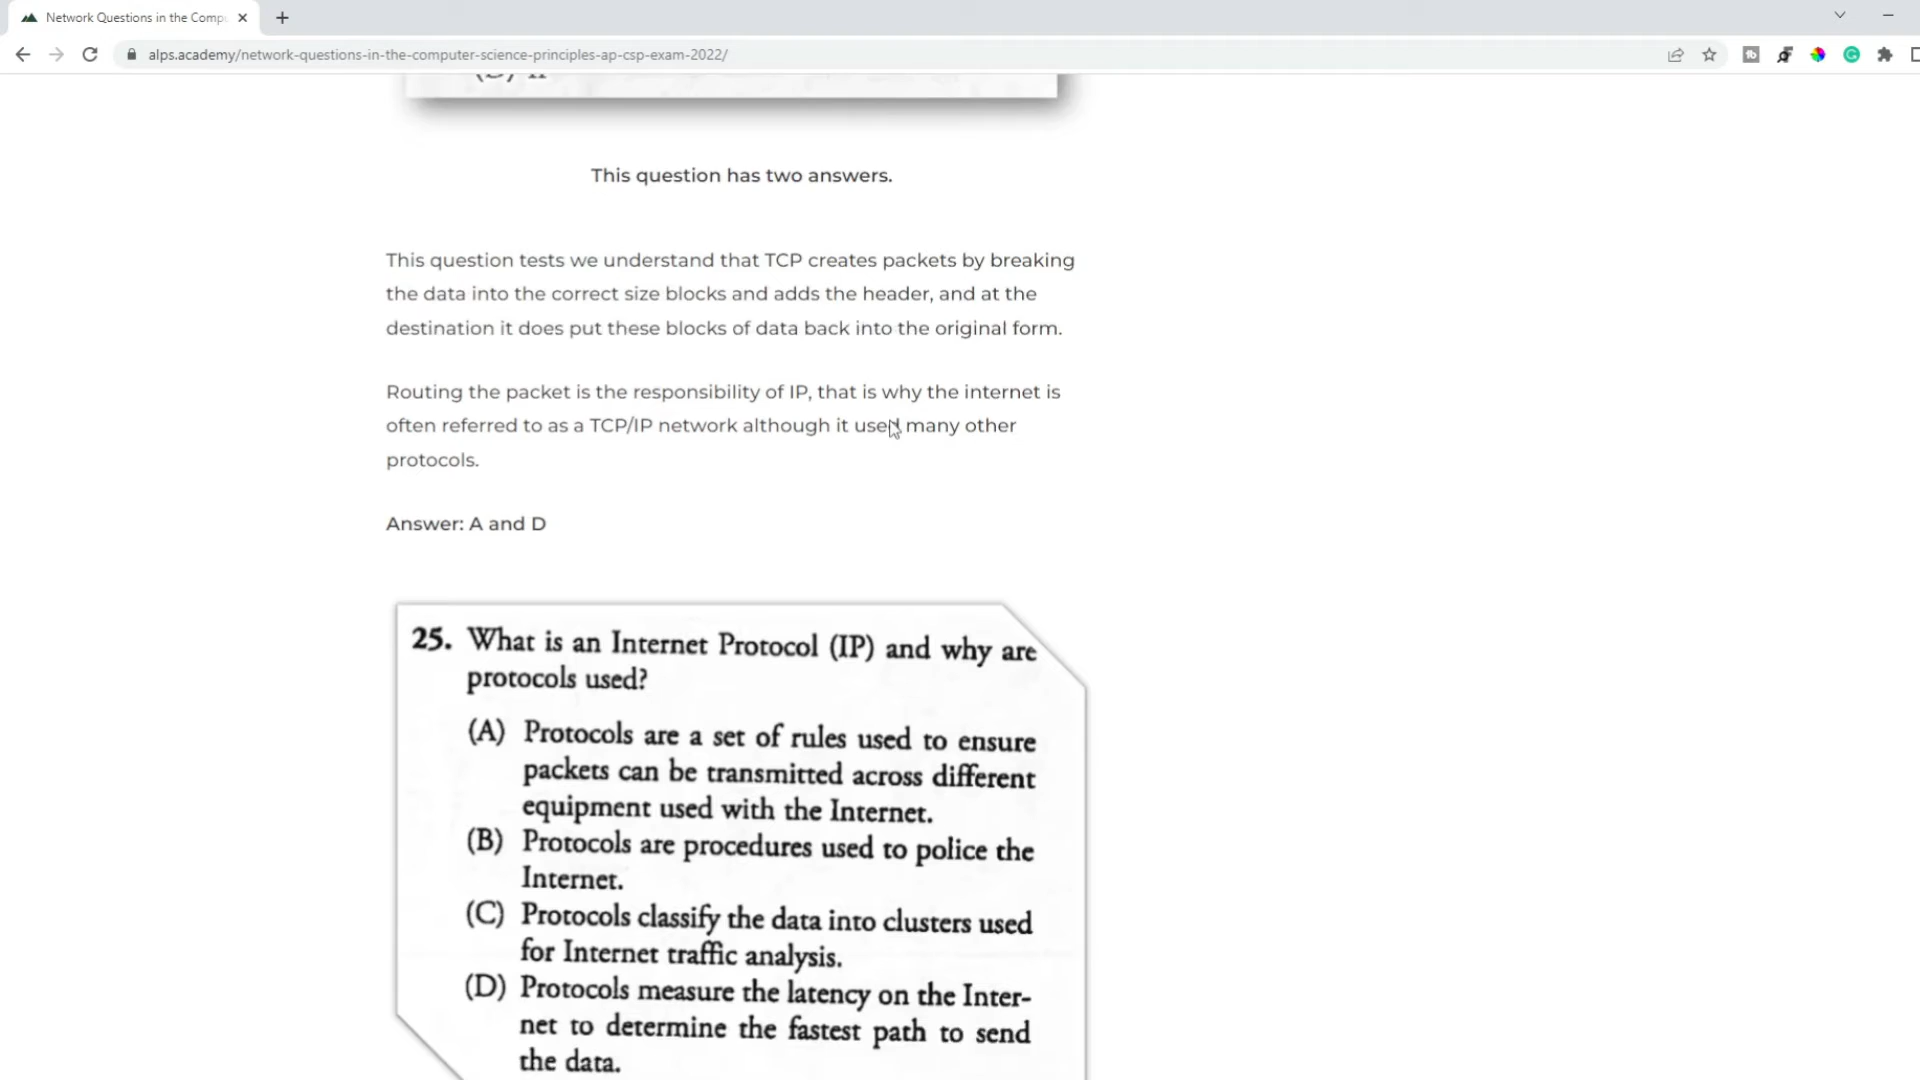 Network Questions in the Comp
alps.academy/network-questions-in-the-computer-science-principles-ap-csp-exam-2022/
This question has two answers.
This question tests we understand that TCP creates packets by breaking
the data into the correct size blocks and adds the header, and at the
destination it does put these blocks of data back into the original form.
Routing the packet is the responsibility of IP, that is why the internet is
often referred to as a TCP/IP network although it used many other
protocols.
Answer: A and D
25. What is an Internet Protocol (IP) and why are
protocols used?
(A) Protocols are a set of rules used to ensure
packets can be transmitted across different
equipment used with the Internet.
(B) Protocols are procedures used to police the
Internet.
(C) Protocols classify the data into clusters used
for Internet traffic analysis.
(D) Protocols measure the latency on the Inter-
net to determine the fastest path to send
the data.